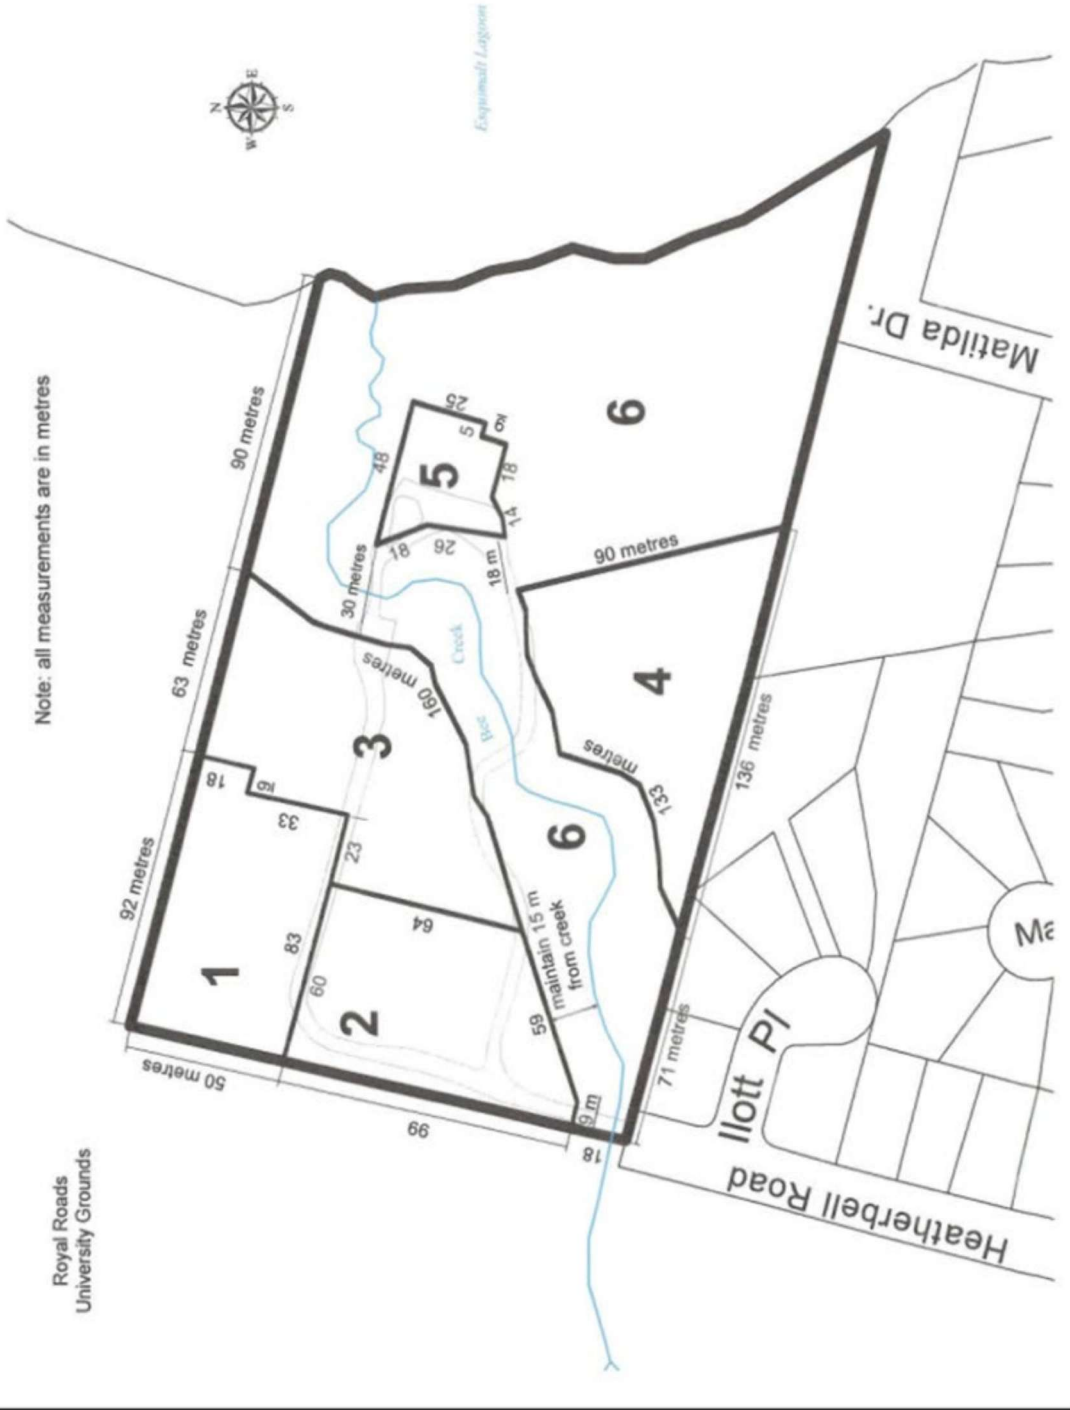 Note: all measurements are in metres
Royal Roads
University Grounds
N
E
S
W
Esquimalt Lagoon
90 metres
63 metres
92 metres
50 metres
99
18
9 m
71 metres
136 metres
90 metres
133 metres
160 metres
30 metres
1
83
33
18
23
2
60
64
59
3
4
5
48
25
5
18
14
26
18
18 m
6
6
maintain 15 m
from creek
Bee Creek
Matilda Dr.
Ilott Pl
Heatherbell Road
Ma